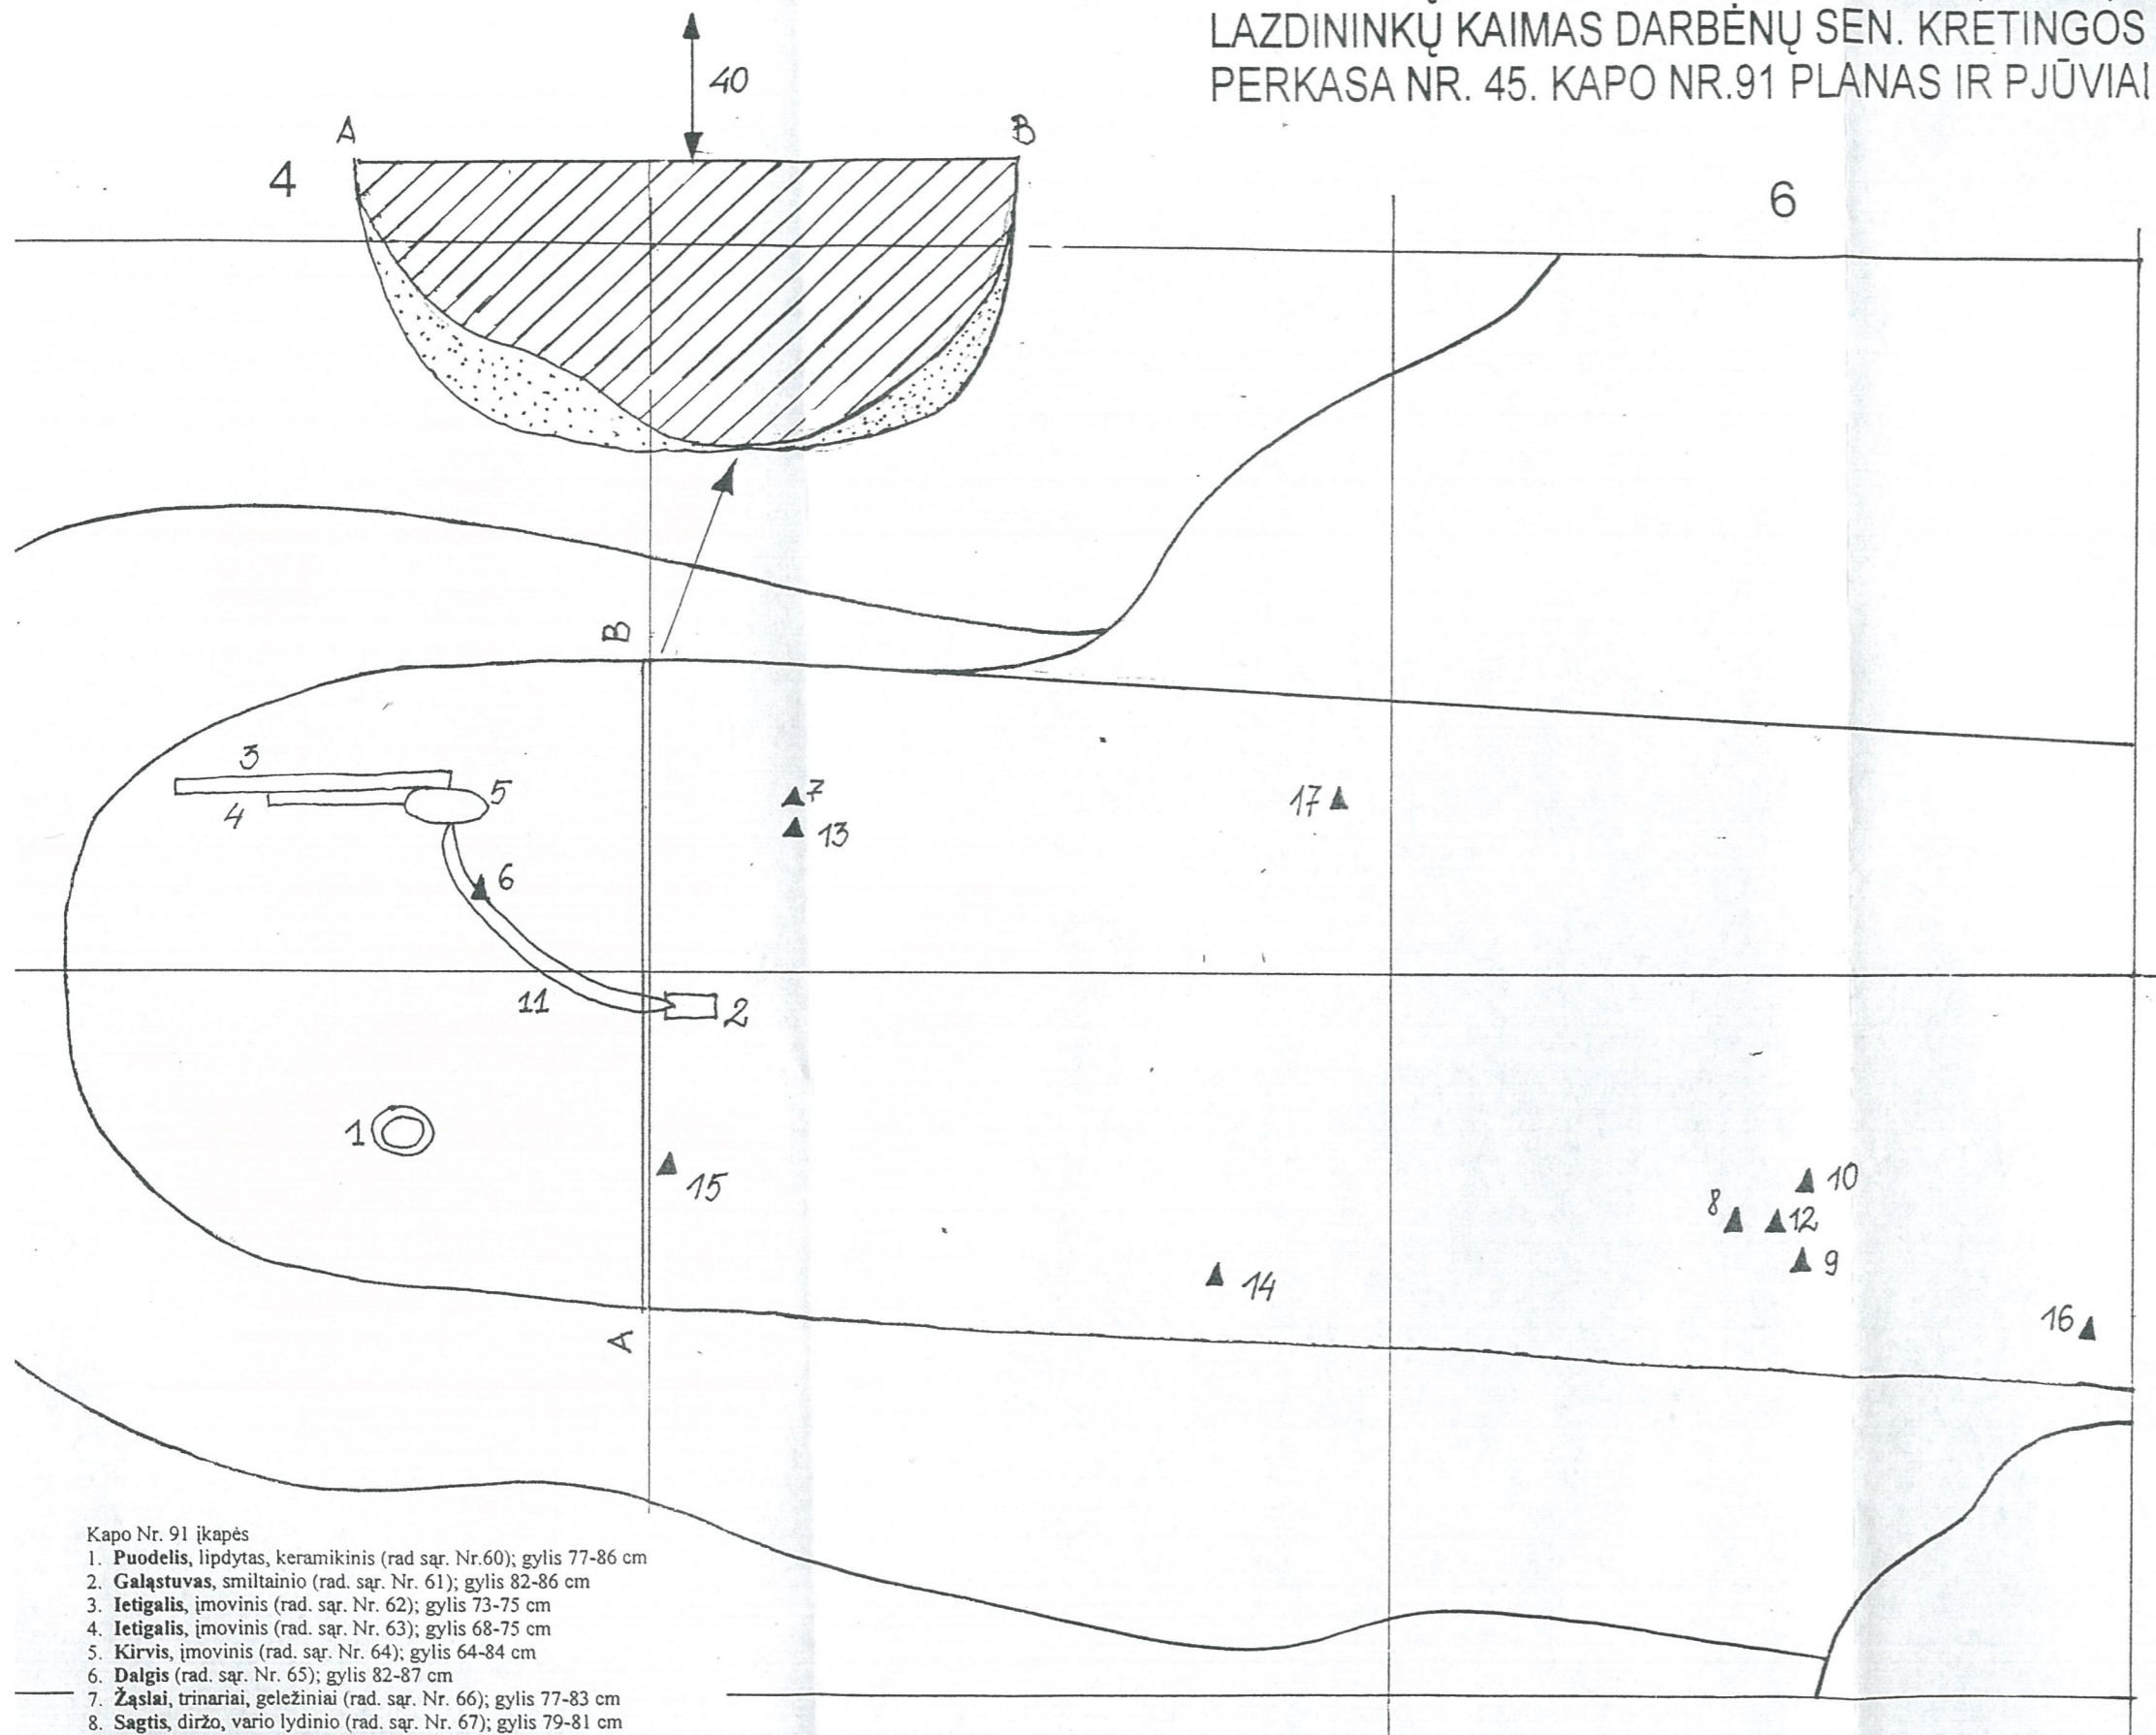 LAZDININKŲ KAIMAS DARBĖNŲ SEN. KRETINGOS
PERKASA NR. 45. KAPO NR.91 PLANAS IR PJŪVIAI
40
A
B
4
6
B
3
4
5
7
13
17
6
11
2
1
15
10
8
12
9
14
16
A
Kapo Nr. 91 įkapės
1. Puodelis, lipdytas, keramikinis (rad sąr. Nr.60); gylis 77-86 cm
2. Galąstuvas, smiltainio (rad. sąr. Nr. 61); gylis 82-86 cm
3. Ietigalis, įmovinis (rad. sąr. Nr. 62); gylis 73-75 cm
4. Ietigalis, įmovinis (rad. sąr. Nr. 63); gylis 68-75 cm
5. Kirvis, įmovinis (rad. sąr. Nr. 64); gylis 64-84 cm
6. Dalgis (rad. sąr. Nr. 65); gylis 82-87 cm
7. Žąslai, trinariai, geležiniai (rad. sąr. Nr. 66); gylis 77-83 cm
8. Sagtis, diržo, vario lydinio (rad. sąr. Nr. 67); gylis 79-81 cm